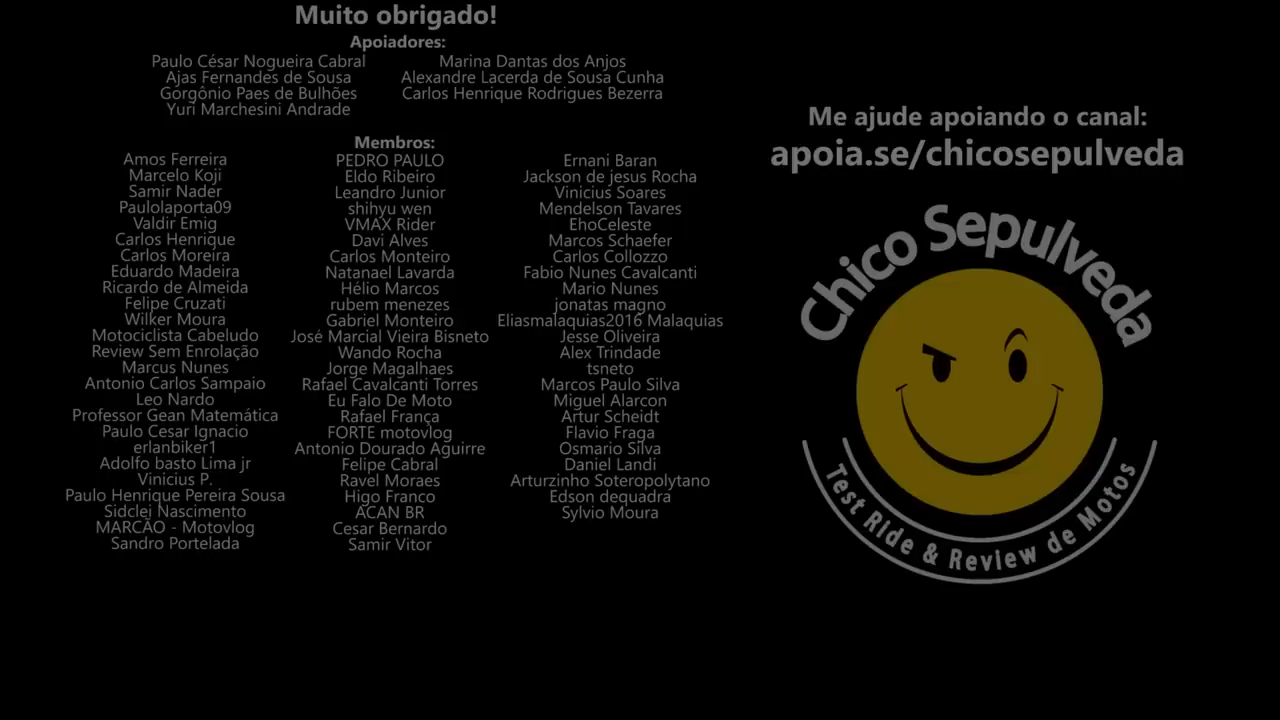 Muito obrigado!
Apoiadores:
Paulo César Nogueira Cabral
Ajas Fernandes de Sousa
Gorgônio Paes de Bulhões
Yuri Marchesini Andrade
Marina Dantas dos Anjos
Alexandre Lacerda de Sousa Cunha
Carlos Henrique Rodrigues Bezerra
Membros:
Amos Ferreira
Marcelo Koji
Samir Nader
Paulolaporta09
Valdir Emig
Carlos Henrique
Carlos Moreira
Eduardo Madeira
Ricardo de Almeida
Felipe Cruzati
Wilker Moura
Motociclista Cabeludo
Review Sem Enrolação
Marcus Nunes
Antonio Carlos Sampaio
Leo Nardo
Professor Gean Matemática
Paulo Cesar Ignacio
erlanbiker1
Adolfo basto Lima jr
Vinicius P.
Paulo Henrique Pereira Sousa
Sidclei Nascimento
MARCÃO - Motovlog
Sandro Portelada
PEDRO PAULO
Eldo Ribeiro
Leandro Junior
shihyu wen
VMAX Rider
Davi Alves
Carlos Monteiro
Natanael Lavarda
Hélio Marcos
rubem menezes
Gabriel Monteiro
José Marcial Vieira Bisneto
Wando Rocha
Jorge Magalhaes
Rafael Cavalcanti Torres
Eu Falo De Moto
Rafael França
FORTE motovlog
Antonio Dourado Aguirre
Felipe Cabral
Ravel Moraes
Higo Franco
ACAN BR
Cesar Bernardo
Samir Vitor
Ernani Baran
Jackson de jesus Rocha
Vinicius Soares
Mendelson Tavares
EhoCeleste
Marcos Schaefer
Carlos Collozzo
Fabio Nunes Cavalcanti
Mario Nunes
jonatas magno
Eliasmalaquias2016 Malaquias
Jesse Oliveira
Alex Trindade
tsneto
Marcos Paulo Silva
Miguel Alarcon
Artur Scheidt
Flavio Fraga
Osmario Silva
Daniel Landi
Arturzinho Soteropolytano
Edson dequadra
Sylvio Moura
Me ajude apoiando o canal:
apoia.se/chicosepulveda
Chico Sepulveda
Test Ride & Review de Motos